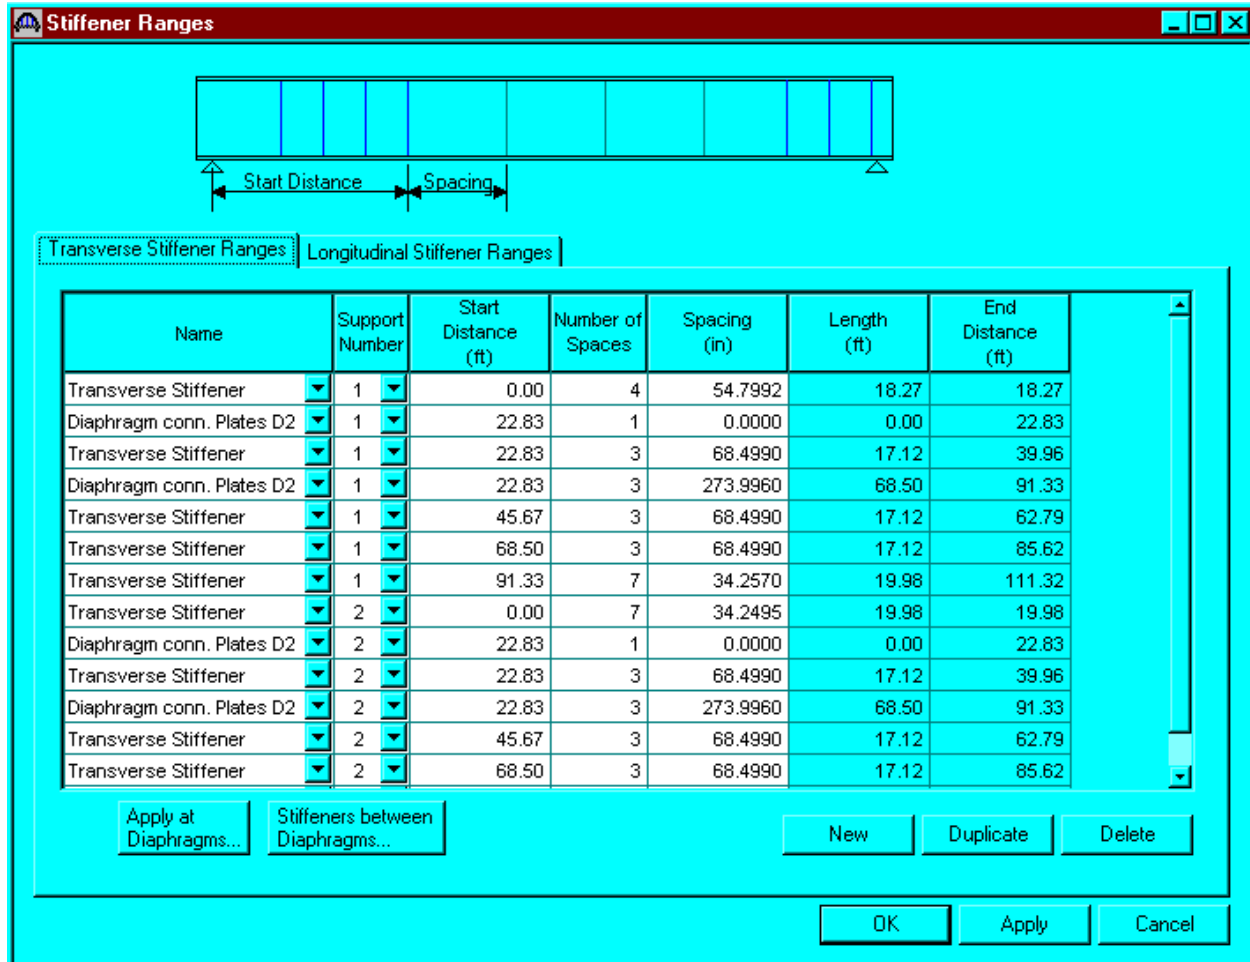 Stiffener Ranges
Start Distance Spacing
Transverse Stiffener Ranges Longitudinal Stiffener Ranges
Name Support Number Start Distance (ft) Number of Spaces Spacing (in) Length (ft) End Distance (ft)
Transverse Stiffener 1 0.00 4 54.7992 18.27 18.27
Diaphragm conn. Plates D2 1 22.83 1 0.0000 0.00 22.83
Transverse Stiffener 1 22.83 3 68.4990 17.12 39.96
Diaphragm conn. Plates D2 1 22.83 3 273.9960 68.50 91.33
Transverse Stiffener 1 45.67 3 68.4990 17.12 62.79
Transverse Stiffener 1 68.50 3 68.4990 17.12 85.62
Transverse Stiffener 1 91.33 7 34.2570 19.98 111.32
Transverse Stiffener 2 0.00 7 34.2495 19.98 19.98
Diaphragm conn. Plates D2 2 22.83 1 0.0000 0.00 22.83
Transverse Stiffener 2 22.83 3 68.4990 17.12 39.96
Diaphragm conn. Plates D2 2 22.83 3 273.9960 68.50 91.33
Transverse Stiffener 2 45.67 3 68.4990 17.12 62.79
Transverse Stiffener 2 68.50 3 68.4990 17.12 85.62
Apply at Diaphragms... Stiffeners between Diaphragms... New Duplicate Delete
OK Apply Cancel